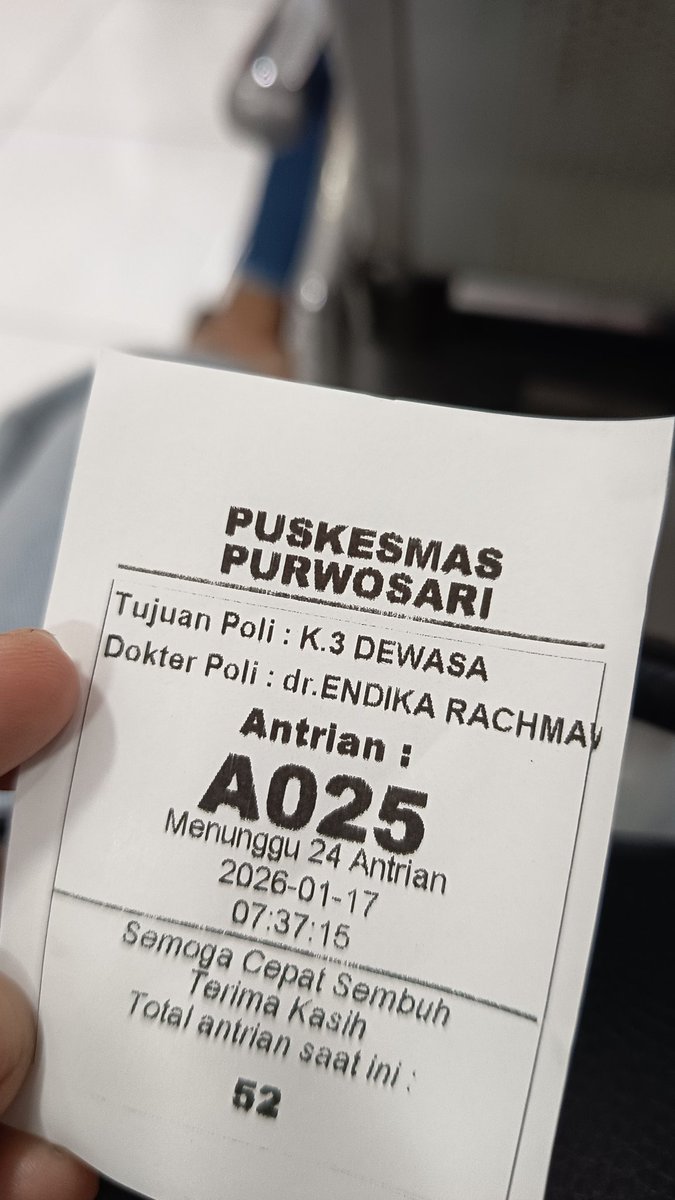 PUSKESMAS
PURWOSARI
Tujuan Poli : K.3 DEWASA
Dokter Poli : dr.ENDIKA RACHMAW
Antrian :
A025
Menunggu 24 Antrian
2026-01-17
07:37:15
Semoga Cepat Sembuh
Terima Kasih
Total antrian saat ini :
52